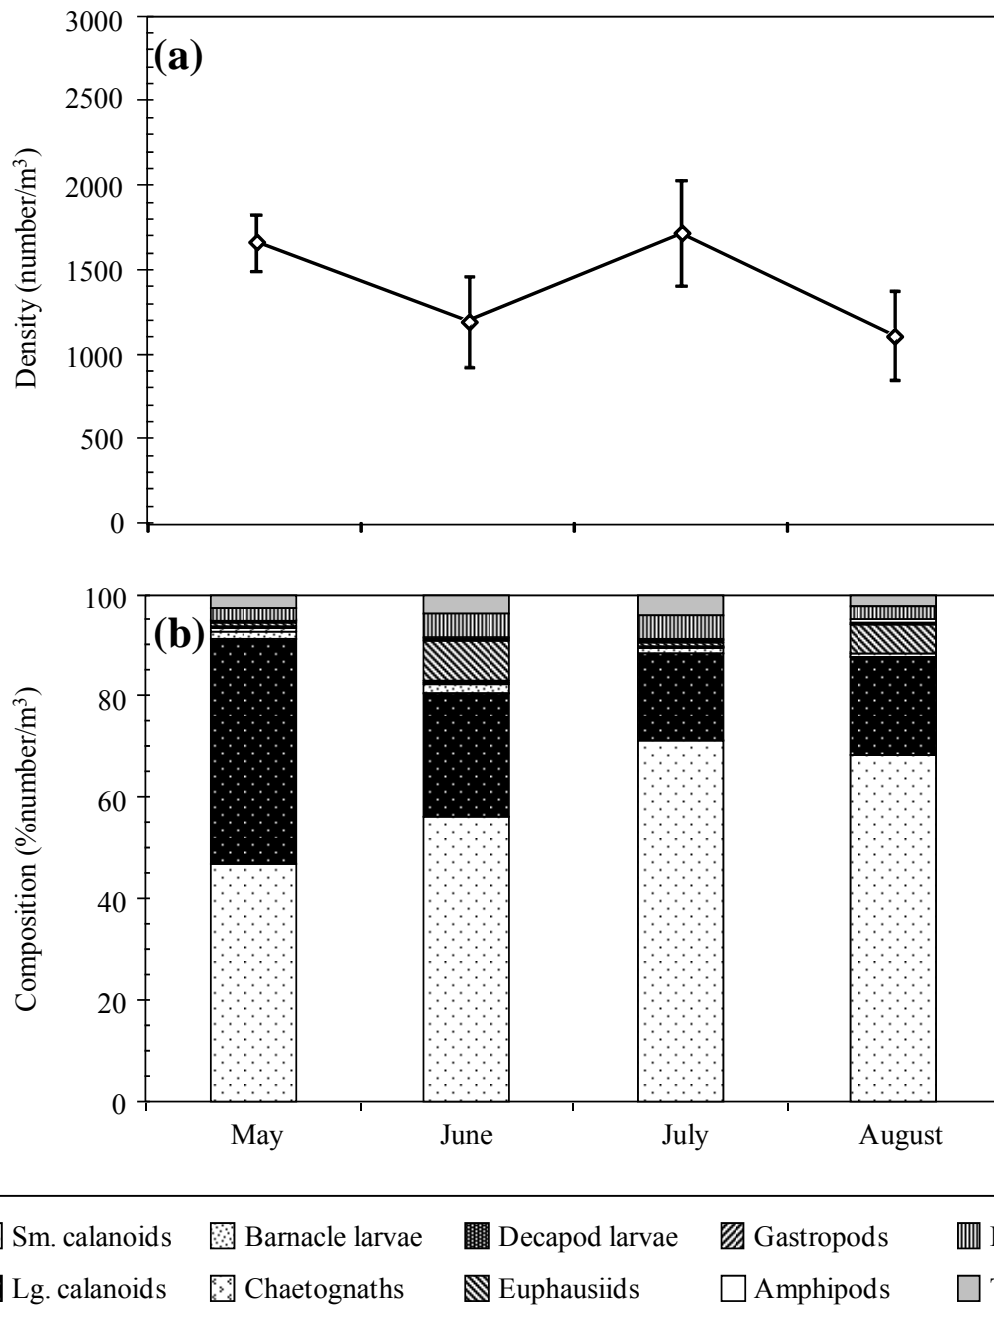 3000
(a)
2500
2000
1500
1000
500
0
Density (number/m³)
100
(b)
80
60
40
20
0
Composition (%number/m³)
May June July August
Sm. calanoids Barnacle larvae Decapod larvae Gastropods
Lg. calanoids Chaetognaths Euphausiids Amphipods